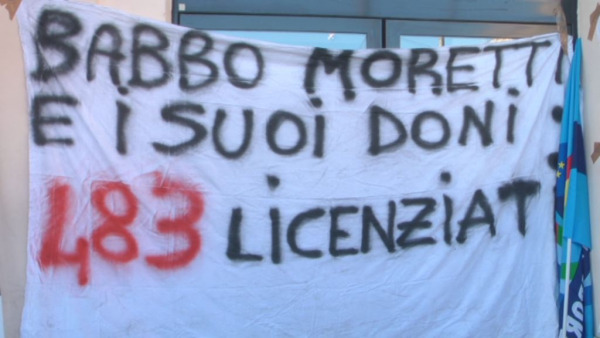 BABBO MORETTI
E I SUOI DONI:
483 LICENZIAT